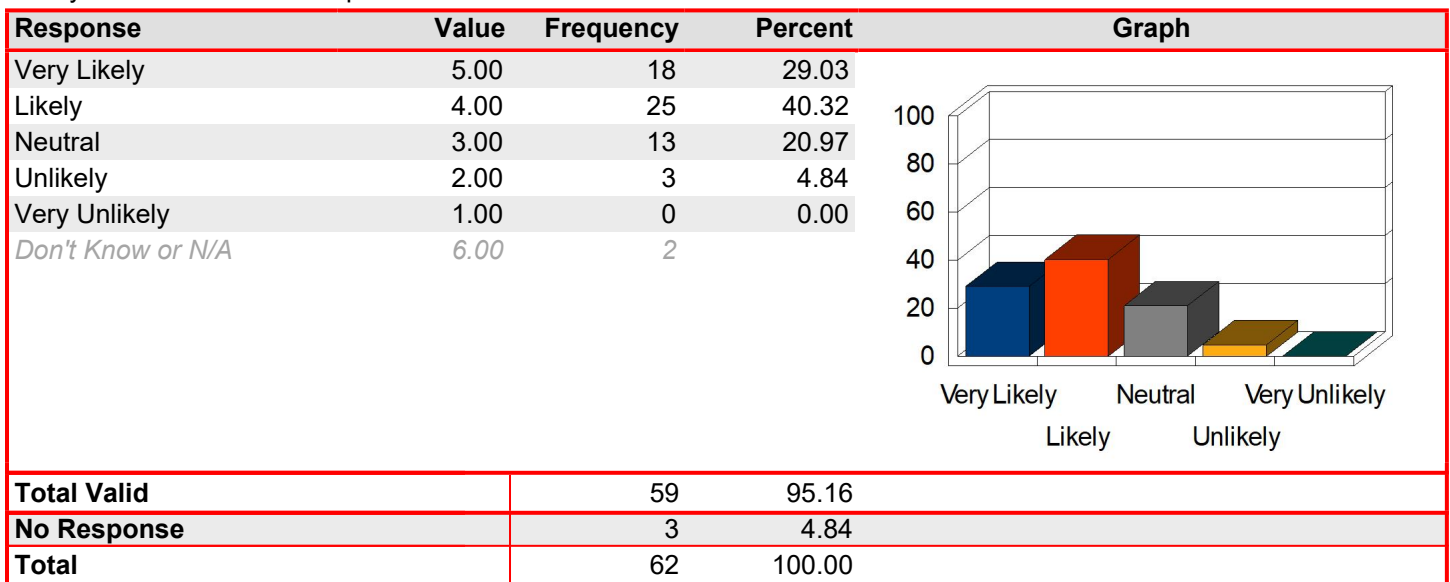 Response Value Frequency Percent Graph
Very Likely 5.00 18 29.03
Likely 4.00 25 40.32
Neutral 3.00 13 20.97
Unlikely 2.00 3 4.84
Very Unlikely 1.00 0 0.00
Don't Know or N/A 6.00 2
100
80
60
40
20
0
Very Likely Neutral Very Unlikely
Likely Unlikely
Total Valid 59 95.16
No Response 3 4.84
Total 62 100.00